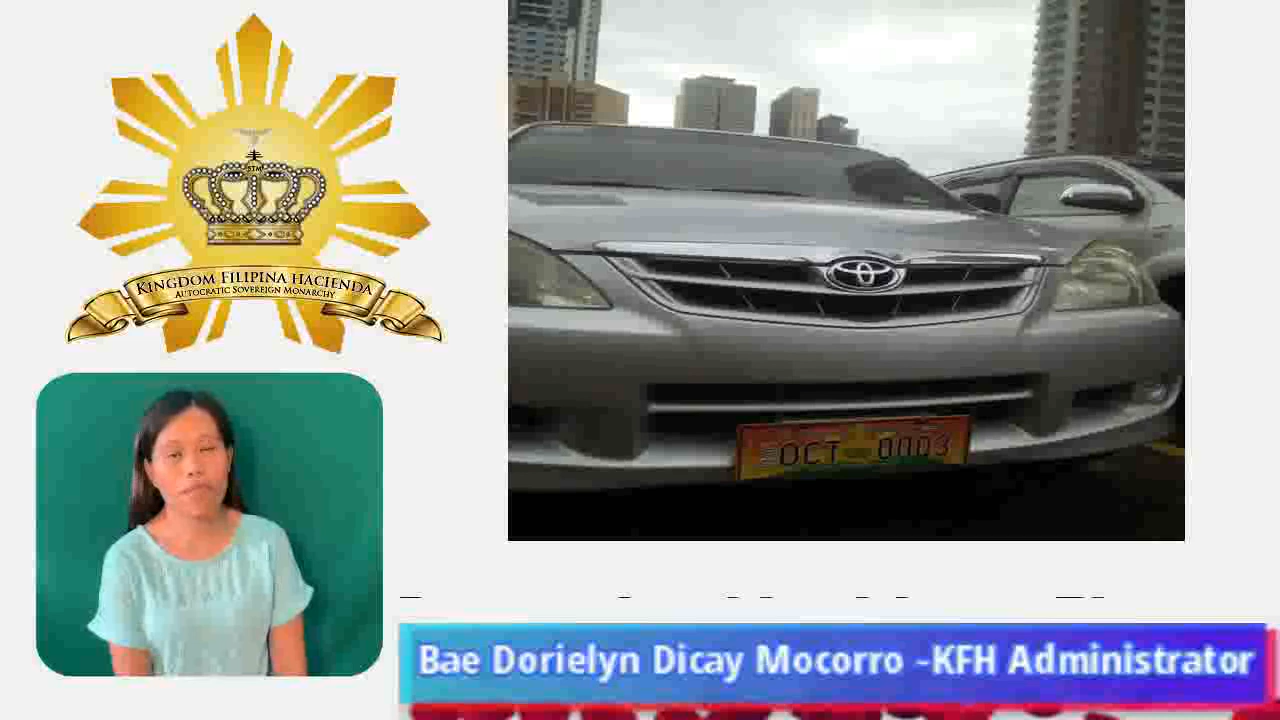 KINGDOM FILIPINA HACIENDA
AUTOCRATIC SOVEREIGN MONARCHY
OCT 0003
Bae Dorielyn Dicay Mocorro -KFH Administrator